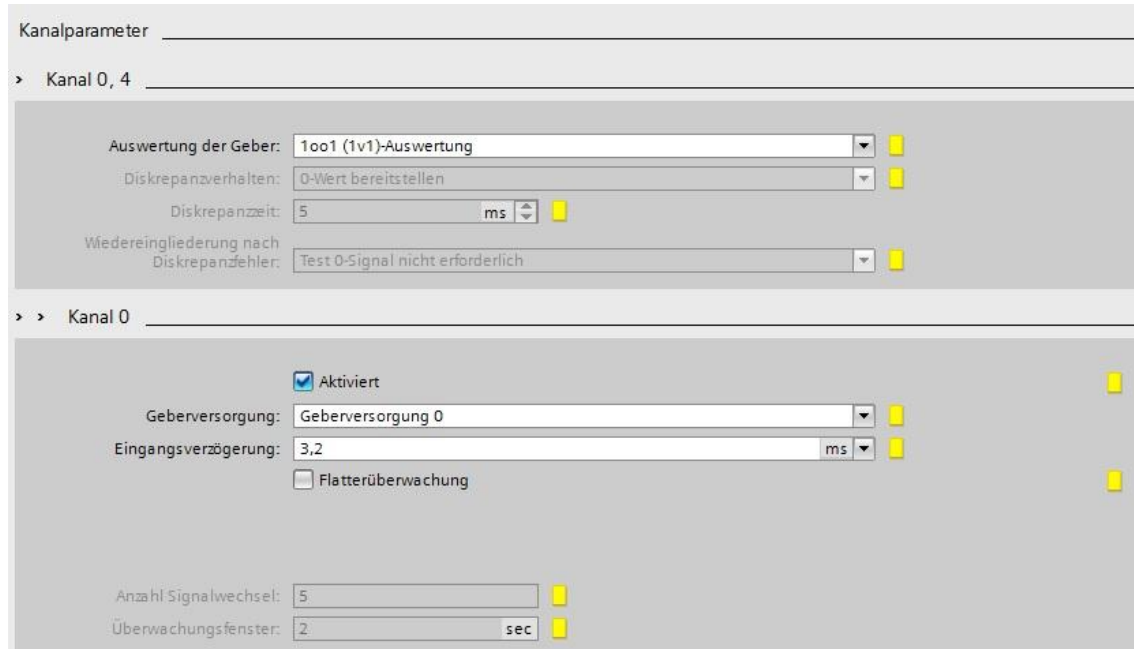 Kanalparameter
Kanal 0, 4
Auswertung der Geber: 1oo1 (1v1)-Auswertung
Diskrepanzverhalten: 0-Wert bereitstellen
Diskrepanzzeit: 5 ms
Wiedereingliederung nach
Diskrepanzfehler: Test 0-Signal nicht erforderlich
Kanal 0
Aktiviert
Geberversorgung: Geberversorgung 0
Eingangsverzögerung: 3,2 ms
Flatterüberwachung
Anzahl Signalwechsel: 5
Überwachungsfenster: 2 sec